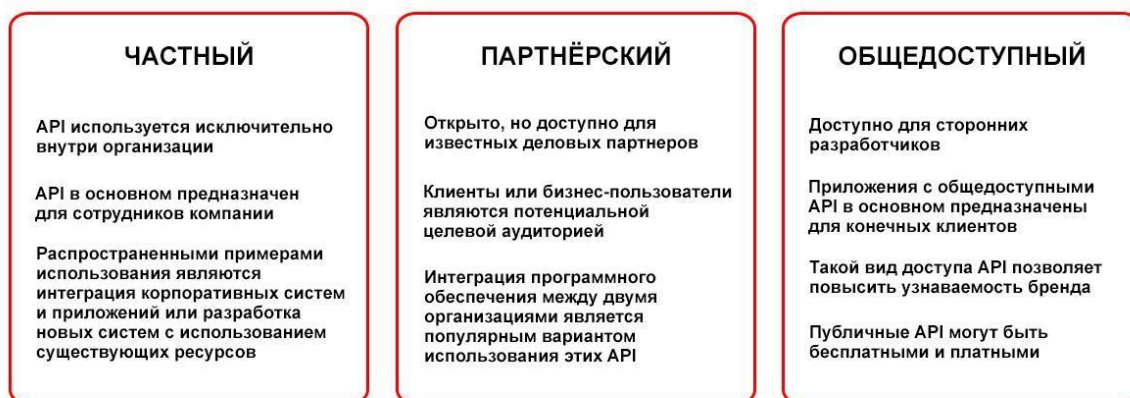 ЧАСТНЫЙ
API используется исключительно
внутри организации
API в основном предназначен
для сотрудников компании
Распространенными примерами
использования являются
интеграция корпоративных систем
и приложений или разработка
новых систем с использованием
существующих ресурсов
ПАРТНЁРСКИЙ
Открыто, но доступно для
известных деловых партнеров
Клиенты или бизнес-пользователи
являются потенциальной
целевой аудиторией
Интеграция программного
обеспечения между двумя
организациями является
популярным вариантом
использования этих API
ОБЩЕДОСТУПНЫЙ
Доступно для сторонних
разработчиков
Приложения с общедоступными
API в основном предназначены
для конечных клиентов
Такой вид доступа API позволяет
повысить узнаваемость бренда
Публичные API могут быть
бесплатными и платными